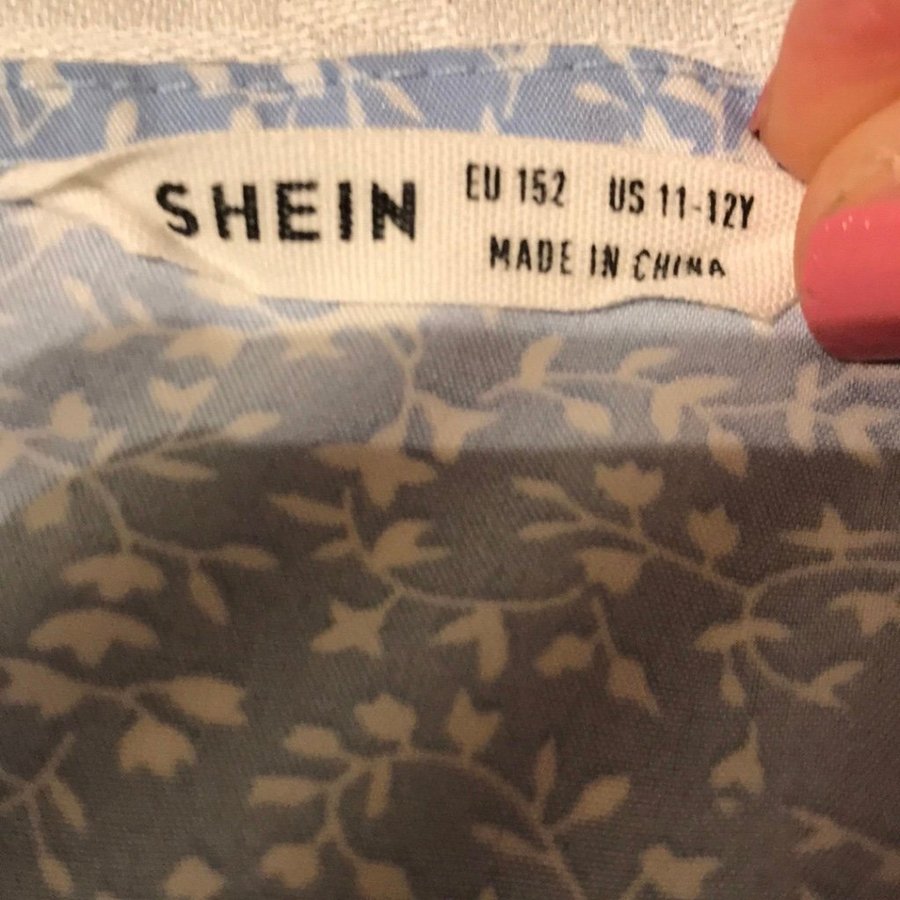 SHEIN EU 152 US 11-12Y
MADE IN CHINA